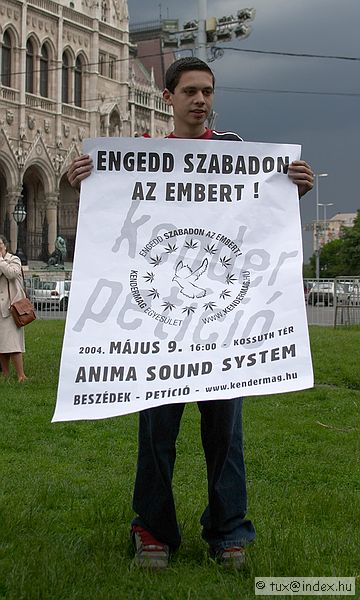 ENGEDD SZABADON
AZ EMBERT !
Kender
petíció
ENGEDD SZABADON AZ EMBERT!
KENDERMAG EGYESÜLET
WWW.KENDERMAG.HU
2004. MÁJUS 9. 16:00 - KOSSUTH TÉR
ANIMA SOUND SYSTEM
BESZÉDEK - PETÍCIÓ - www.kendermag.hu
© tux@index.hu